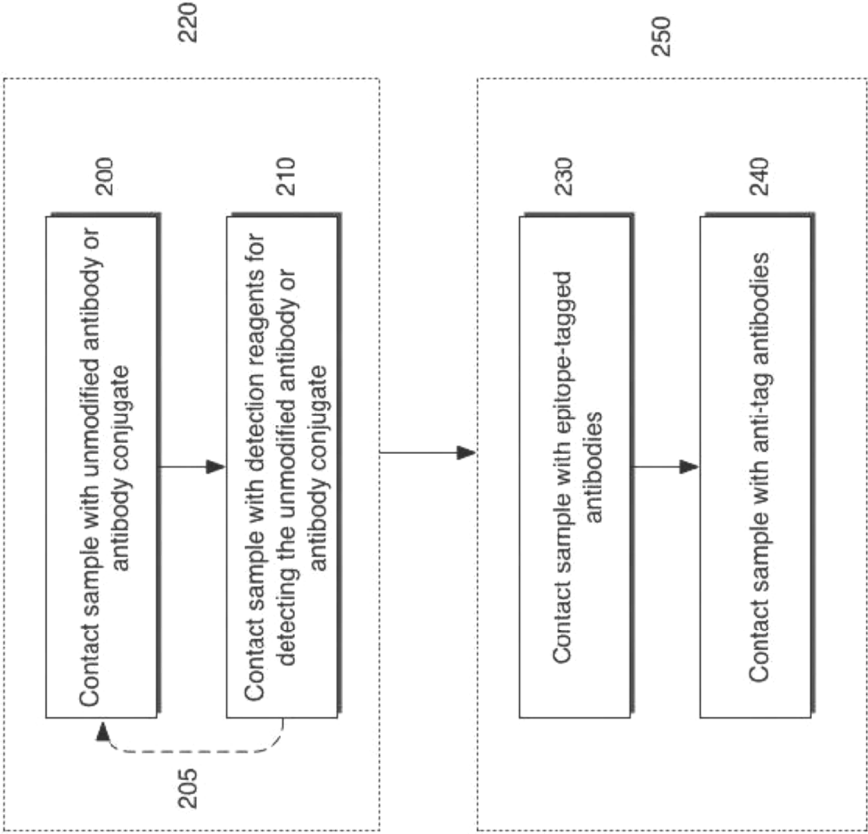 220
200
Contact sample with unmodified antibody or
antibody conjugate
210
Contact sample with detection reagents for
detecting the unmodified antibody or
antibody conjugate
205
250
230
Contact sample with epitope-tagged
antibodies
240
Contact sample with anti-tag antibodies